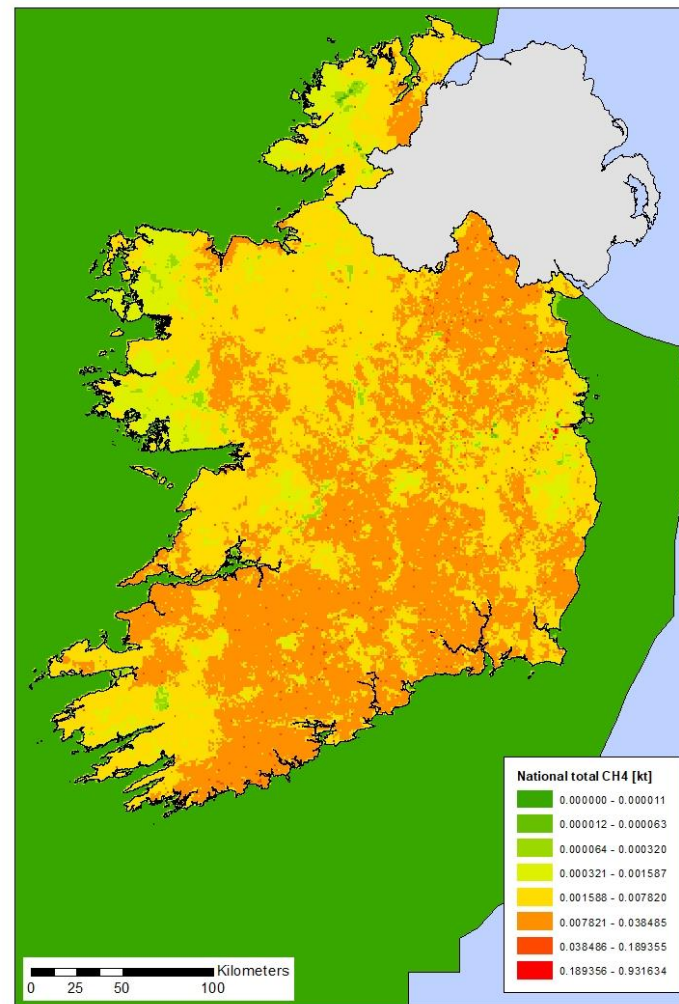 National total CH4 [kt]
0.000000 - 0.000011
0.000012 - 0.000063
0.000064 - 0.000320
0.000321 - 0.001587
0.001588 - 0.007820
0.007821 - 0.038485
0.038486 - 0.189355
0.189356 - 0.931634
Kilometers
0 25 50 100